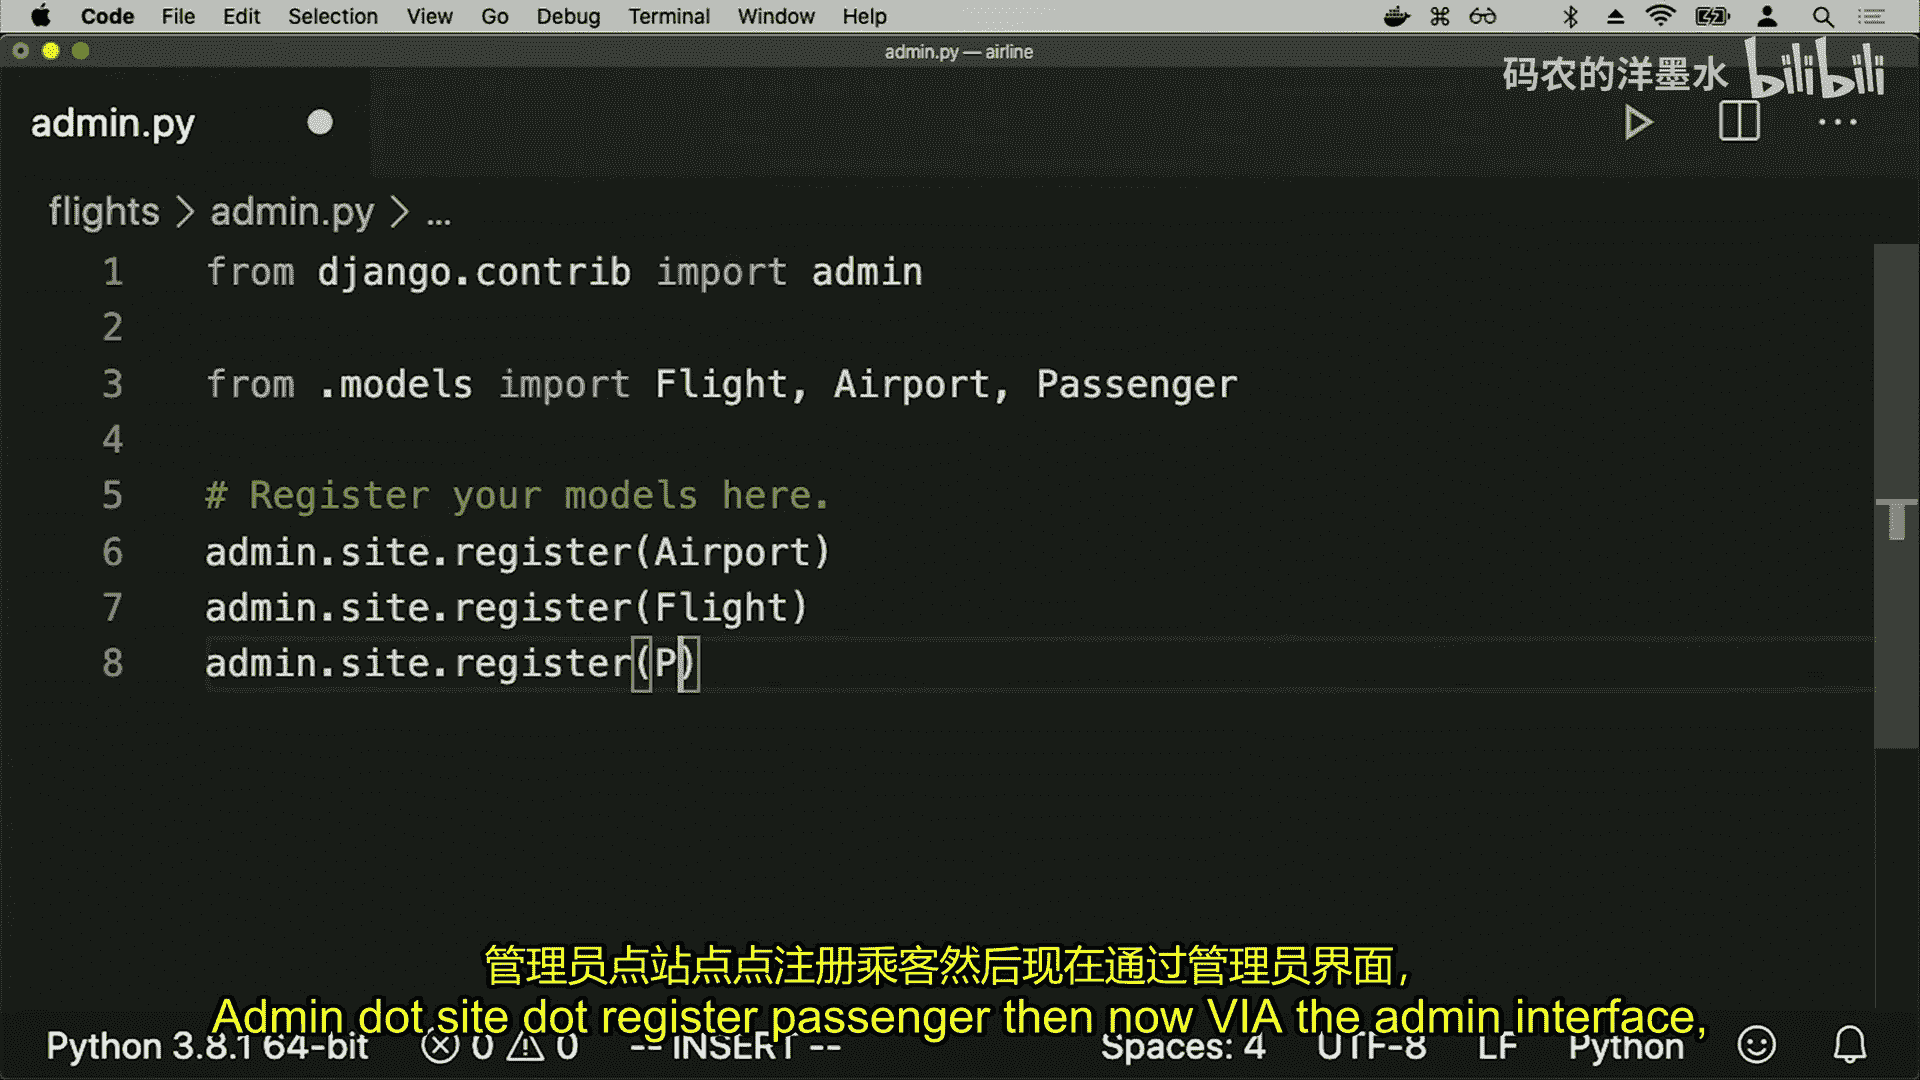 Code File Edit Selection View Go Debug Terminal Window Help
admin.py — airline
码农的洋墨水 bilibili
admin.py
flights > admin.py > ...
1 from django.contrib import admin
2
3 from .models import Flight, Airport, Passenger
4
5 # Register your models here.
6 admin.site.register(Airport)
7 admin.site.register(Flight)
8 admin.site.register(P)
管理员点站点点注册乘客然后现在通过管理员界面，
Admin dot site dot register passenger then now VIA the admin interface,
Python 3.8.1 64-bit 0 0 -- INSERT -- Spaces: 4 UTF-8 LF Python